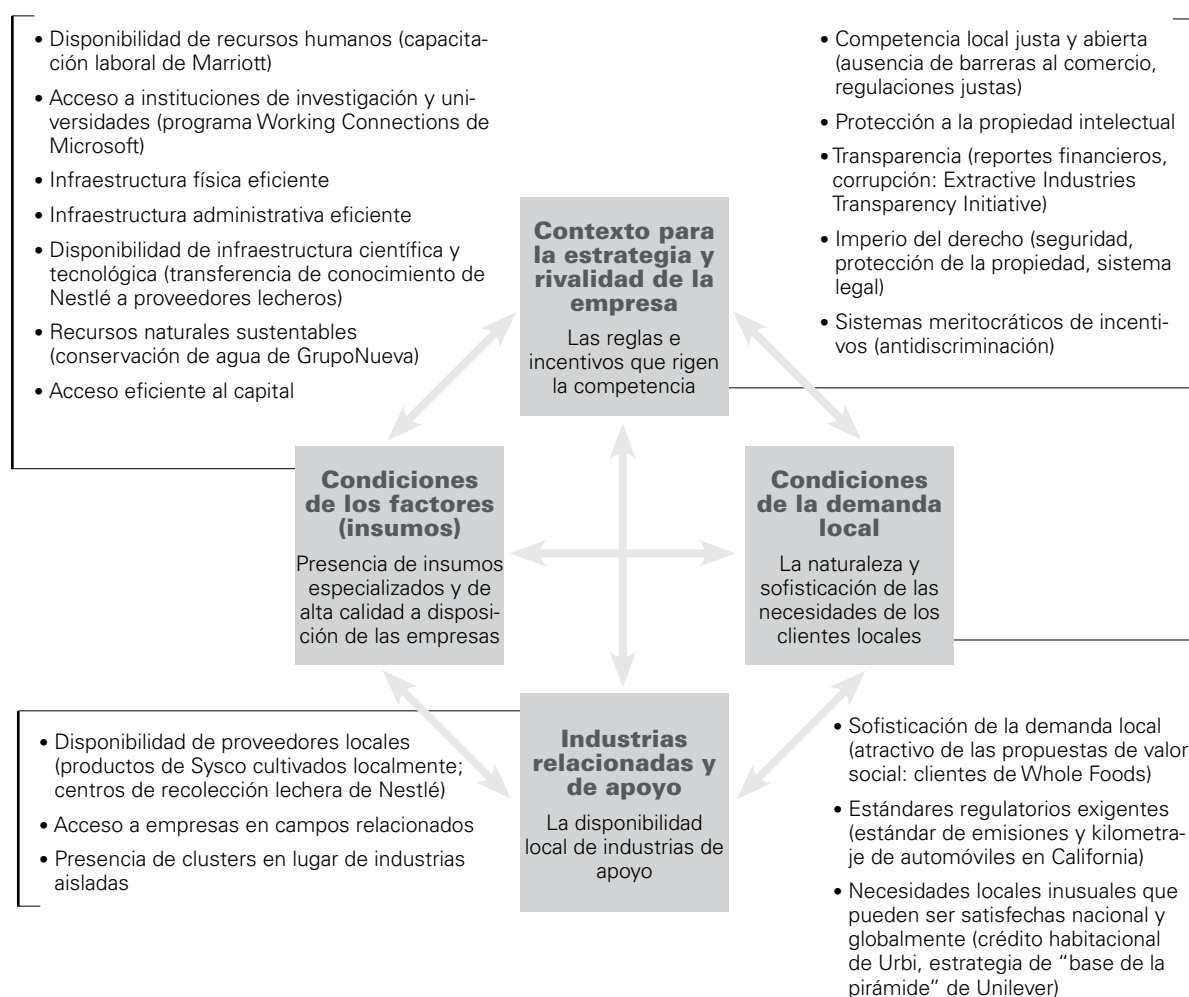 • Disponibilidad de recursos humanos (capacita-
ción laboral de Marriott)
• Acceso a instituciones de investigación y uni-
versidades (programa Working Connections de
Microsoft)
• Infraestructura física eficiente
• Infraestructura administrativa eficiente
• Disponibilidad de infraestructura científica y
tecnológica (transferencia de conocimiento de
Nestlé a proveedores lecheros)
• Recursos naturales sustentables
(conservación de agua de GrupoNueva)
• Acceso eficiente al capital
• Competencia local justa y abierta
(ausencia de barreras al comercio,
regulaciones justas)
• Protección a la propiedad intelectual
• Transparencia (reportes financieros,
corrupción: Extractive Industries
Transparency Initiative)
• Imperio del derecho (seguridad,
protección de la propiedad, sistema
legal)
• Sistemas meritocráticos de incenti-
vos (antidiscriminación)
Contexto para
la estrategia y
rivalidad de la
empresa
Las reglas e
incentivos que rigen
la competencia
Condiciones
de los factores
(insumos)
Presencia de insumos
especializados y de
alta calidad a disposi-
ción de las empresas
Condiciones
de la demanda
local
La naturaleza y
sofisticación de las
necesidades de los
clientes locales
Industrias
relacionadas y
de apoyo
La disponibilidad
local de industrias de
apoyo
• Disponibilidad de proveedores locales
(productos de Sysco cultivados localmente;
centros de recolección lechera de Nestlé)
• Acceso a empresas en campos relacionados
• Presencia de clusters en lugar de industrias
aisladas
• Sofisticación de la demanda local
(atractivo de las propuestas de valor
social: clientes de Whole Foods)
• Estándares regulatorios exigentes
(estándar de emisiones y kilometra-
je de automóviles en California)
• Necesidades locales inusuales que
pueden ser satisfechas nacional y
globalmente (crédito habitacional
de Urbi, estrategia de “base de la
pirámide” de Unilever)